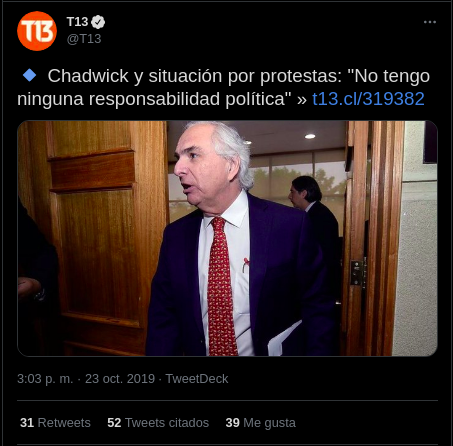 T13
T13
@T13
Chadwick y situación por protestas: "No tengo
ninguna responsabilidad política" » t13.cl/319382
3:03 p. m. · 23 oct. 2019 · TweetDeck
31 Retweets 52 Tweets citados 39 Me gusta